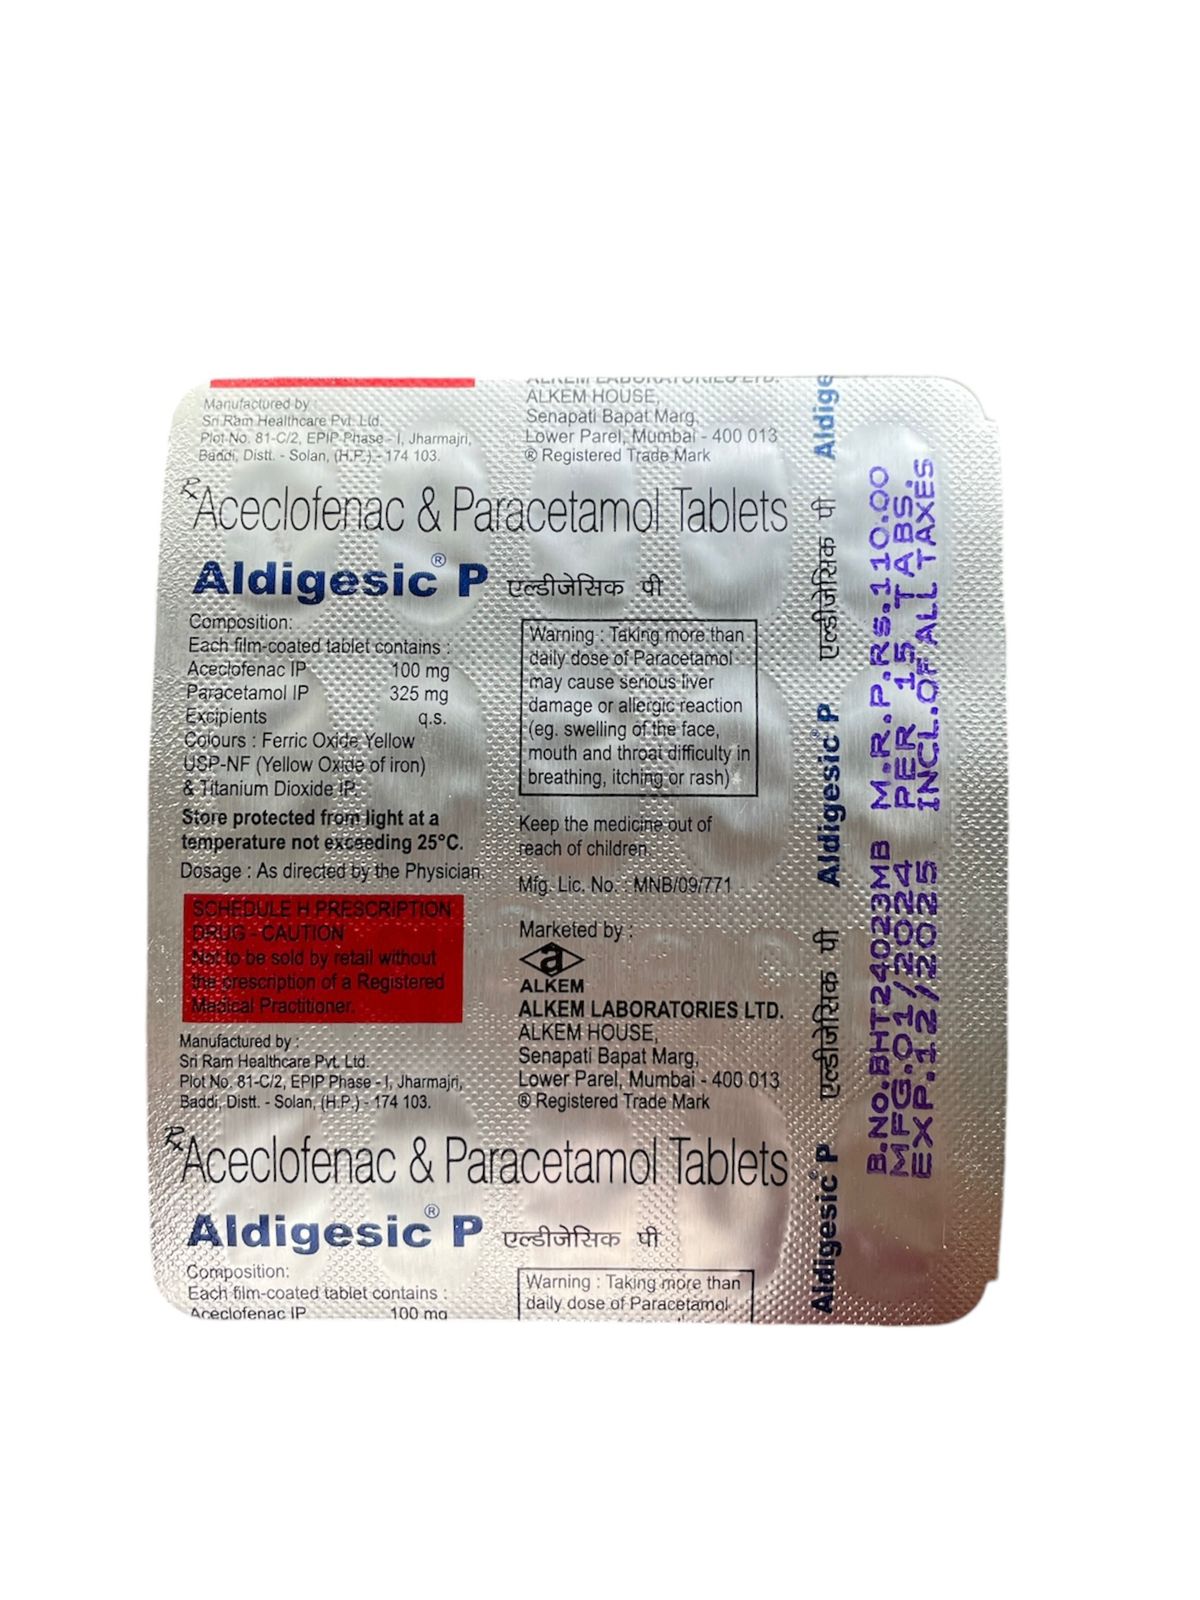 Manufactured by :
Sri Ram Healthcare Pvt. Ltd.
Plot No. 81-C/2, EPIP Phase - I, Jharmajri,
Baddi, Distt. - Solan, (H.P.) - 174 103.
ALKEM LABORATORIES LTD.
ALKEM HOUSE,
Senapati Bapat Marg,
Lower Parel, Mumbai - 400 013
® Registered Trade Mark
Rx Aceclofenac & Paracetamol Tablets
Aldigesic® P एल्डीजेसिक पी
Composition:
Each film-coated tablet contains :
Aceclofenac IP 100 mg
Paracetamol IP 325 mg
Excipients q.s.
Colours : Ferric Oxide Yellow
USP-NF (Yellow Oxide of iron)
& Titanium Dioxide IP.
Store protected from light at a
temperature not exceeding 25°C.
Dosage : As directed by the Physician.
SCHEDULE H PRESCRIPTION
DRUG - CAUTION
Not to be sold by retail without
the prescription of a Registered
Medical Practitioner.
Manufactured by :
Sri Ram Healthcare Pvt. Ltd.
Plot No. 81-C/2, EPIP Phase - I, Jharmajri,
Baddi, Distt. - Solan, (H.P.) - 174 103.
Warning : Taking more than
daily dose of Paracetamol
may cause serious liver
damage or allergic reaction
(eg. swelling of the face,
mouth and throat difficulty in
breathing, itching or rash)
Keep the medicine out of
reach of children.
Mfg. Lic. No. : MNB/09/771
Marketed by :
a
ALKEM
ALKEM LABORATORIES LTD.
ALKEM HOUSE,
Senapati Bapat Marg,
Lower Parel, Mumbai - 400 013
® Registered Trade Mark
Rx Aceclofenac & Paracetamol Tablets
Aldigesic® P एल्डीजेसिक पी
Composition:
Each film-coated tablet contains :
Aceclofenac IP 100 mg
Warning : Taking more than
daily dose of Paracetamol
Aldigesic® P एल्डीजेसिक पी Aldigesic® P एल्डीजेसिक पी Aldige
B.NO.BHT24023MB M.R.P.RS.110.00
MFG.01/2024 PER 15 TABS.
EXP.12/2025 INCL.OF ALL TAXES